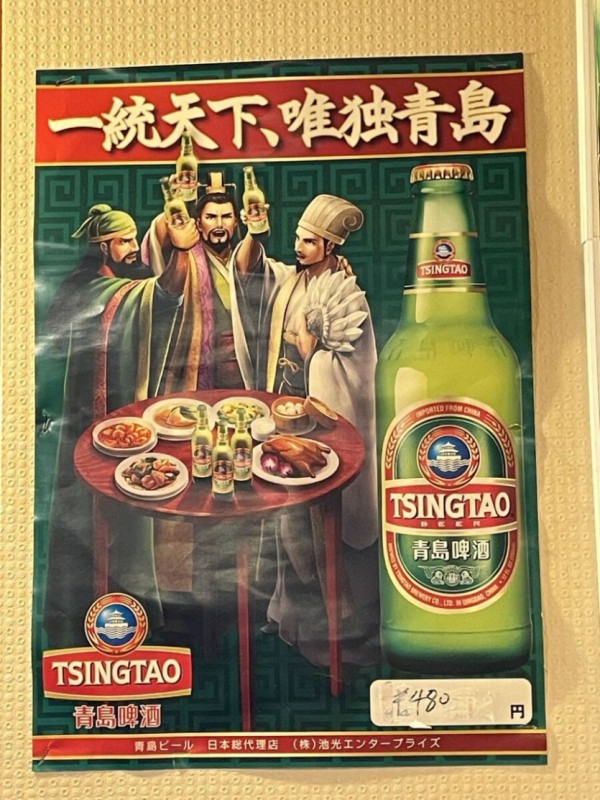 一統天下、唯独青島
TSINGTAO
IMPORTED FROM CHINA
TSINGTAO
BEER
青島啤酒
TSINGTAO
青島啤酒
¥480
円
青島ビール 日本総代理店 (株)池光エンタープライズ